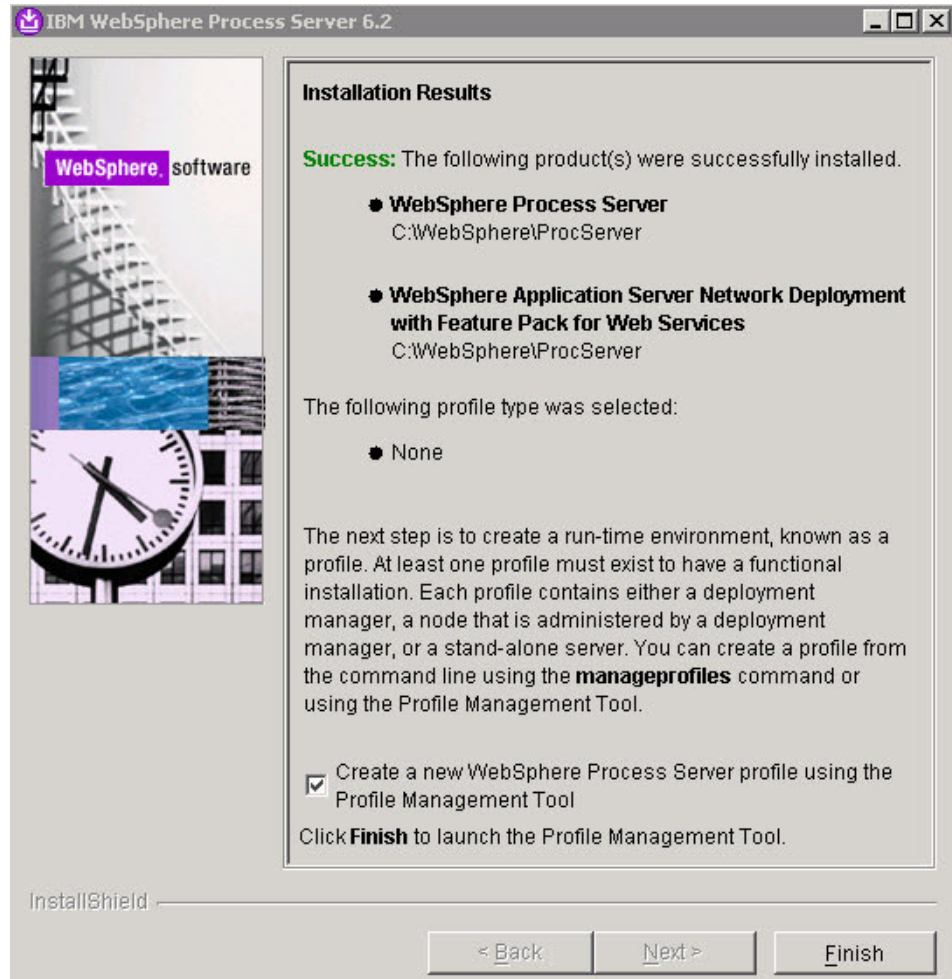 IBM WebSphere Process Server 6.2
WebSphere. software
Installation Results
Success: The following product(s) were successfully installed.
WebSphere Process Server
C:\WebSphere\ProcServer
WebSphere Application Server Network Deployment
with Feature Pack for Web Services
C:\WebSphere\ProcServer
The following profile type was selected:
None
The next step is to create a run-time environment, known as a
profile. At least one profile must exist to have a functional
installation. Each profile contains either a deployment
manager, a node that is administered by a deployment
manager, or a stand-alone server. You can create a profile from
the command line using the manageprofiles command or
using the Profile Management Tool.
Create a new WebSphere Process Server profile using the
Profile Management Tool
Click Finish to launch the Profile Management Tool.
InstallShield
< Back
Next >
Finish